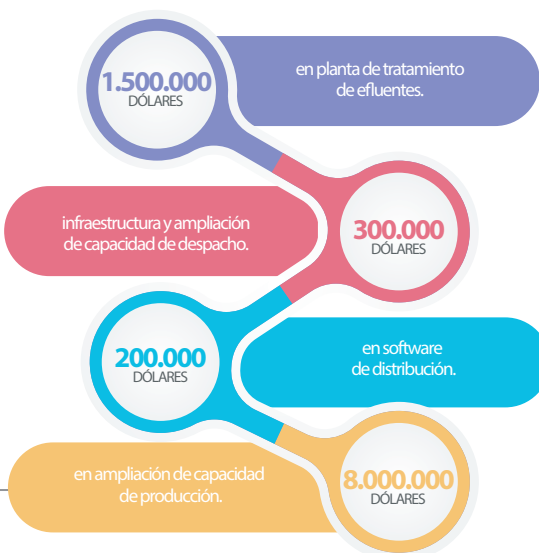 1.500.000
DÓLARES
en planta de tratamiento
de efluentes.
infraestructura y ampliación
de capacidad de despacho.
300.000
DÓLARES
200.000
DÓLARES
en software
de distribución.
en ampliación de capacidad
de producción.
8.000.000
DÓLARES